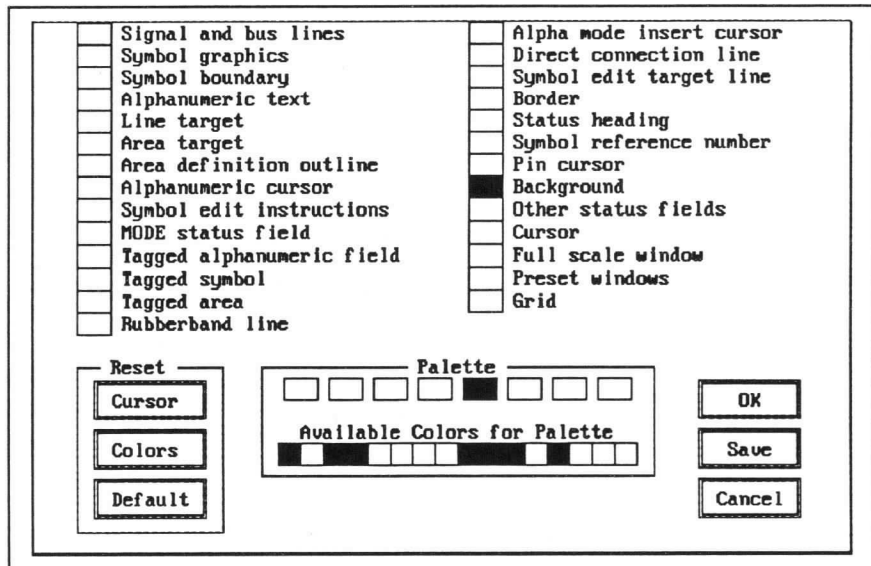 Signal and bus lines
Symbol graphics
Symbol boundary
Alphanumeric text
Line target
Area target
Area definition outline
Alphanumeric cursor
Symbol edit instructions
MODE status field
Tagged alphanumeric field
Tagged symbol
Tagged area
Rubberband line
Alpha mode insert cursor
Direct connection line
Symbol edit target line
Border
Status heading
Symbol reference number
Pin cursor
Background
Other status fields
Cursor
Full scale window
Preset windows
Grid
Reset
Cursor
Colors
Default
Palette
Available Colors for Palette
OK
Save
Cancel